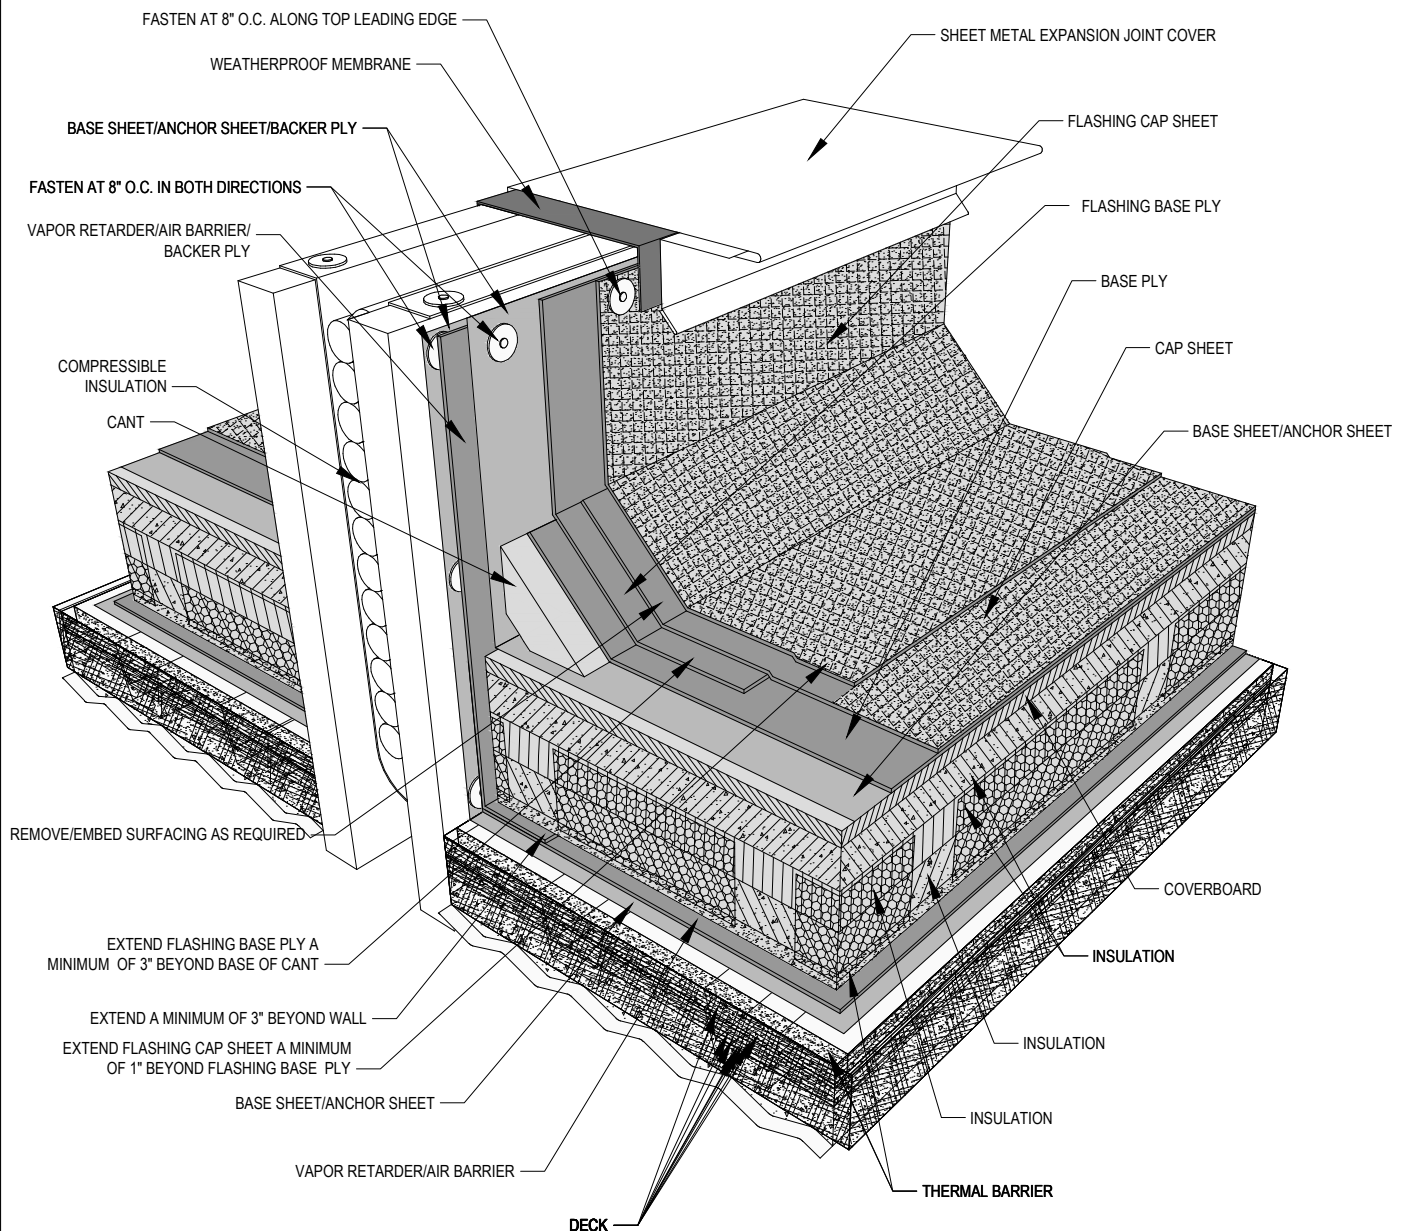 FASTEN AT 8" O.C. ALONG TOP LEADING EDGE
SHEET METAL EXPANSION JOINT COVER
WEATHERPROOF MEMBRANE
FLASHING CAP SHEET
BASE SHEET/ANCHOR SHEET/BACKER PLY
FASTEN AT 8" O.C. IN BOTH DIRECTIONS
FLASHING BASE PLY
VAPOR RETARDER/AIR BARRIER/
BACKER PLY
BASE PLY
CAP SHEET
COMPRESSIBLE
INSULATION
CANT
BASE SHEET/ANCHOR SHEET
REMOVE/EMBED SURFACING AS REQUIRED
COVERBOARD
EXTEND FLASHING BASE PLY A
MINIMUM OF 3" BEYOND BASE OF CANT
INSULATION
EXTEND A MINIMUM OF 3" BEYOND WALL
INSULATION
EXTEND FLASHING CAP SHEET A MINIMUM
OF 1" BEYOND FLASHING BASE PLY
BASE SHEET/ANCHOR SHEET
INSULATION
VAPOR RETARDER/AIR BARRIER
THERMAL BARRIER
DECK